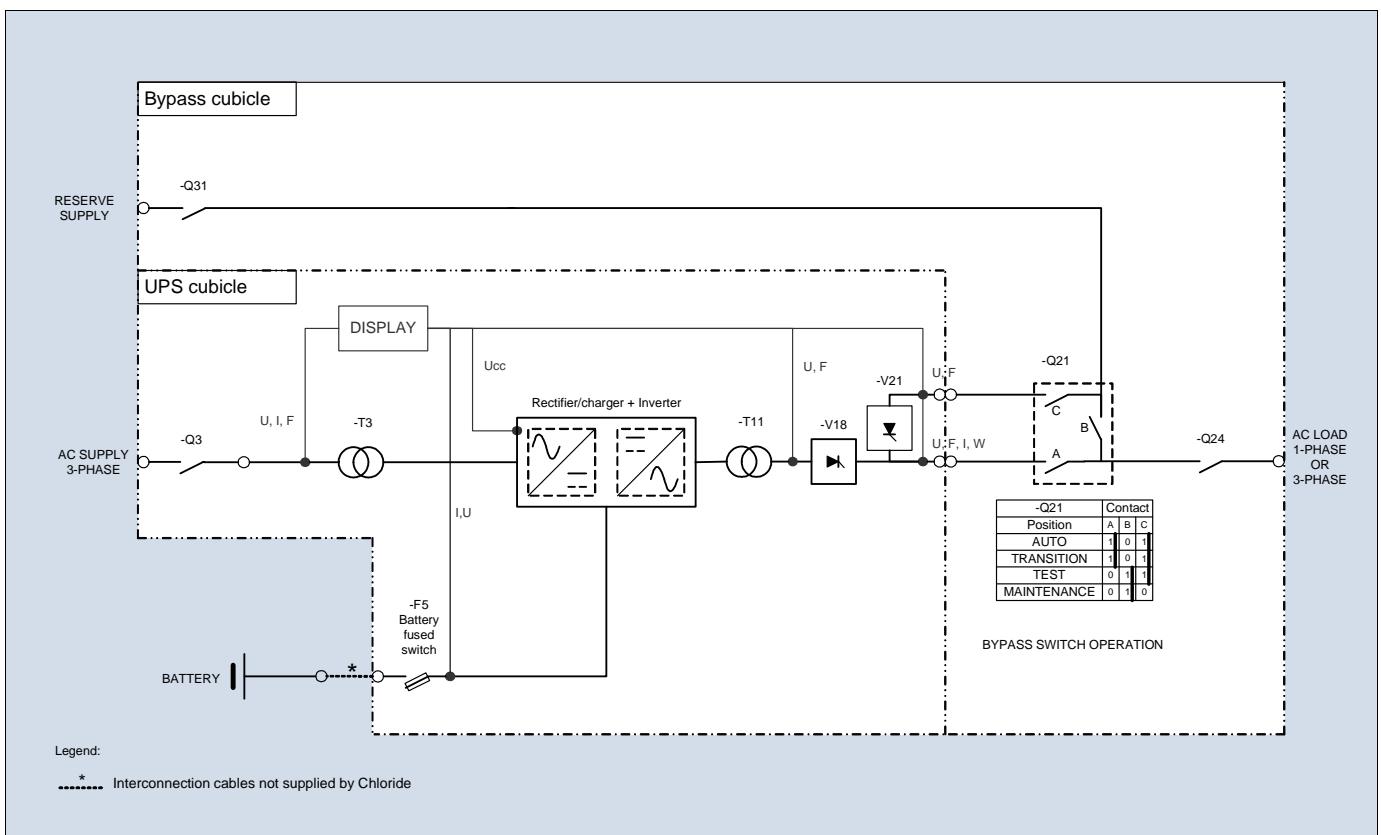 Bypass cubicle
-Q31
RESERVE
SUPPLY
UPS cubicle
DISPLAY
Ucc
U, F
U, F
-Q21
-V21
C
Rectifier/charger + Inverter
U, I, F
-T3
-T11
-V18
B
-Q3
U, F, I, W
-Q24
AC SUPPLY
3-PHASE
A
AC LOAD
1-PHASE
OR
3-PHASE
I,U
-Q21 Contact
Position A B C
AUTO 1 0 1
TRANSITION 1 0 1
TEST 0 1 1
MAINTENANCE 0 1 0
-F5
Battery
fused
switch
BYPASS SWITCH OPERATION
*
BATTERY
Legend:
* Interconnection cables not supplied by Chloride